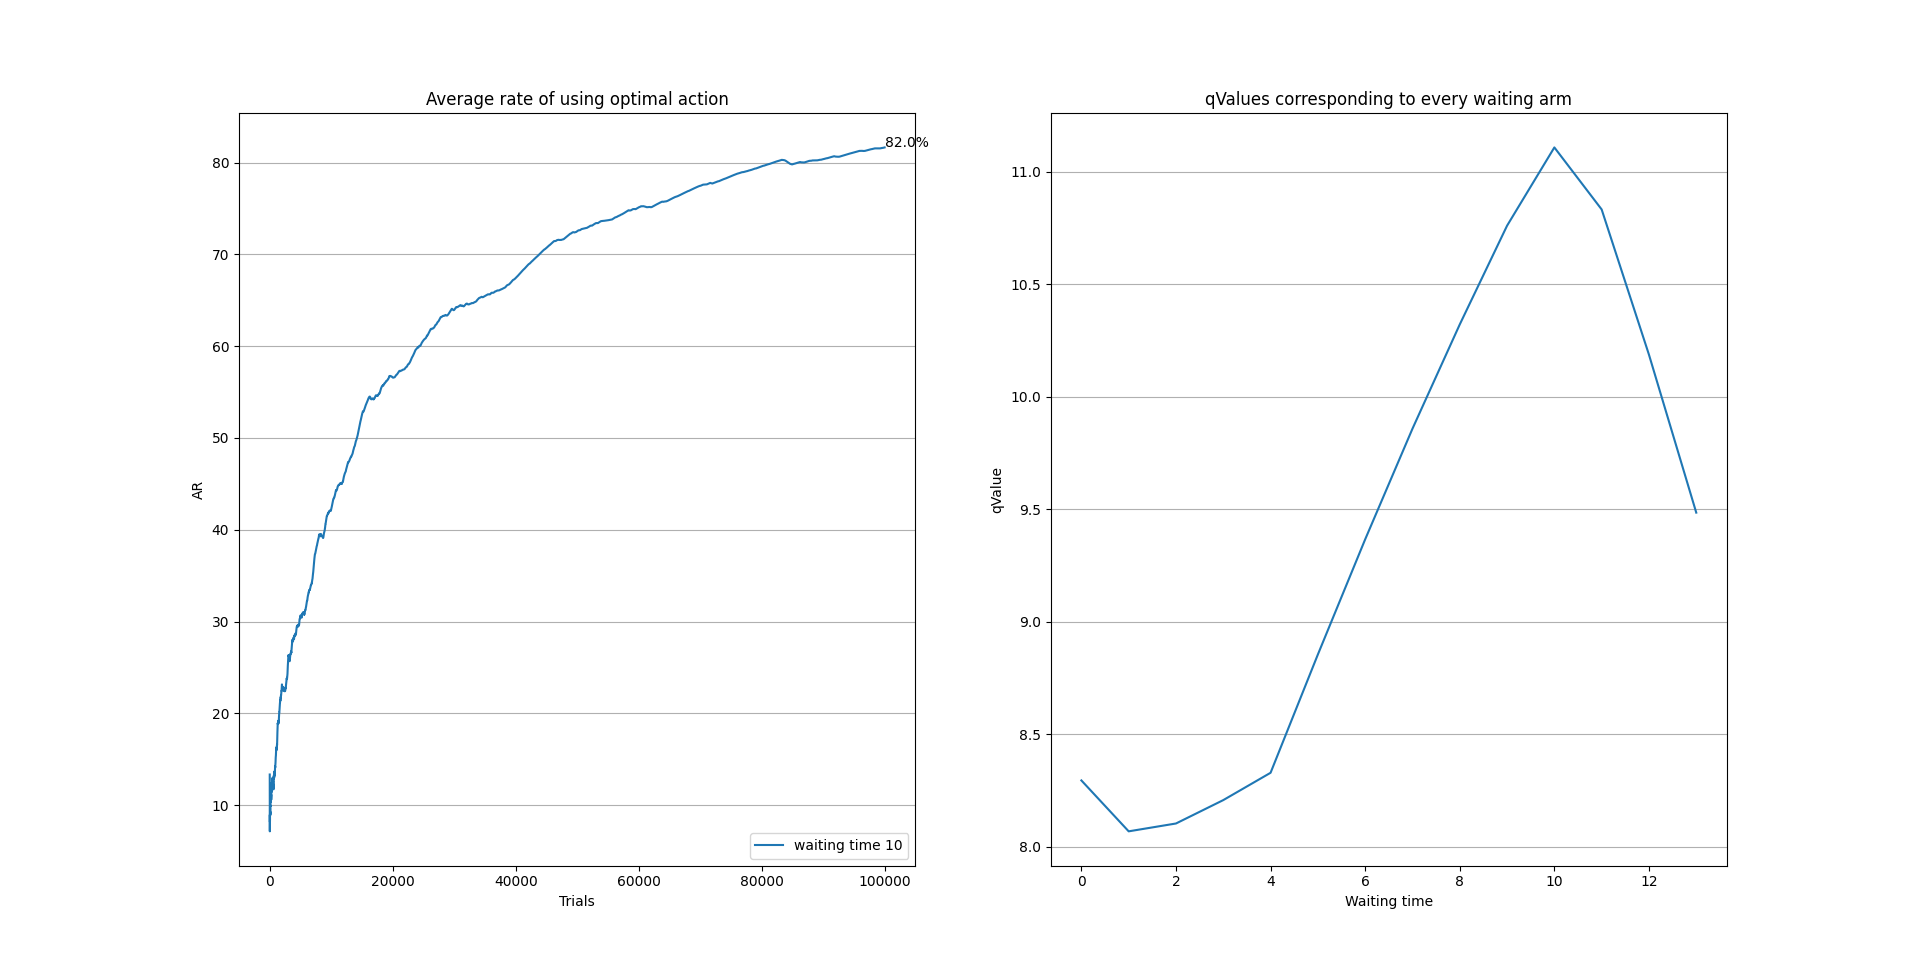 Average rate of using optimal action
82.0%
80
70
60
50
40
30
20
10
AR
waiting time 10
0 20000 40000 60000 80000 100000
Trials
qValues corresponding to every waiting arm
11.0
10.5
10.0
9.5
9.0
8.5
8.0
qValue
0 2 4 6 8 10 12
Waiting time